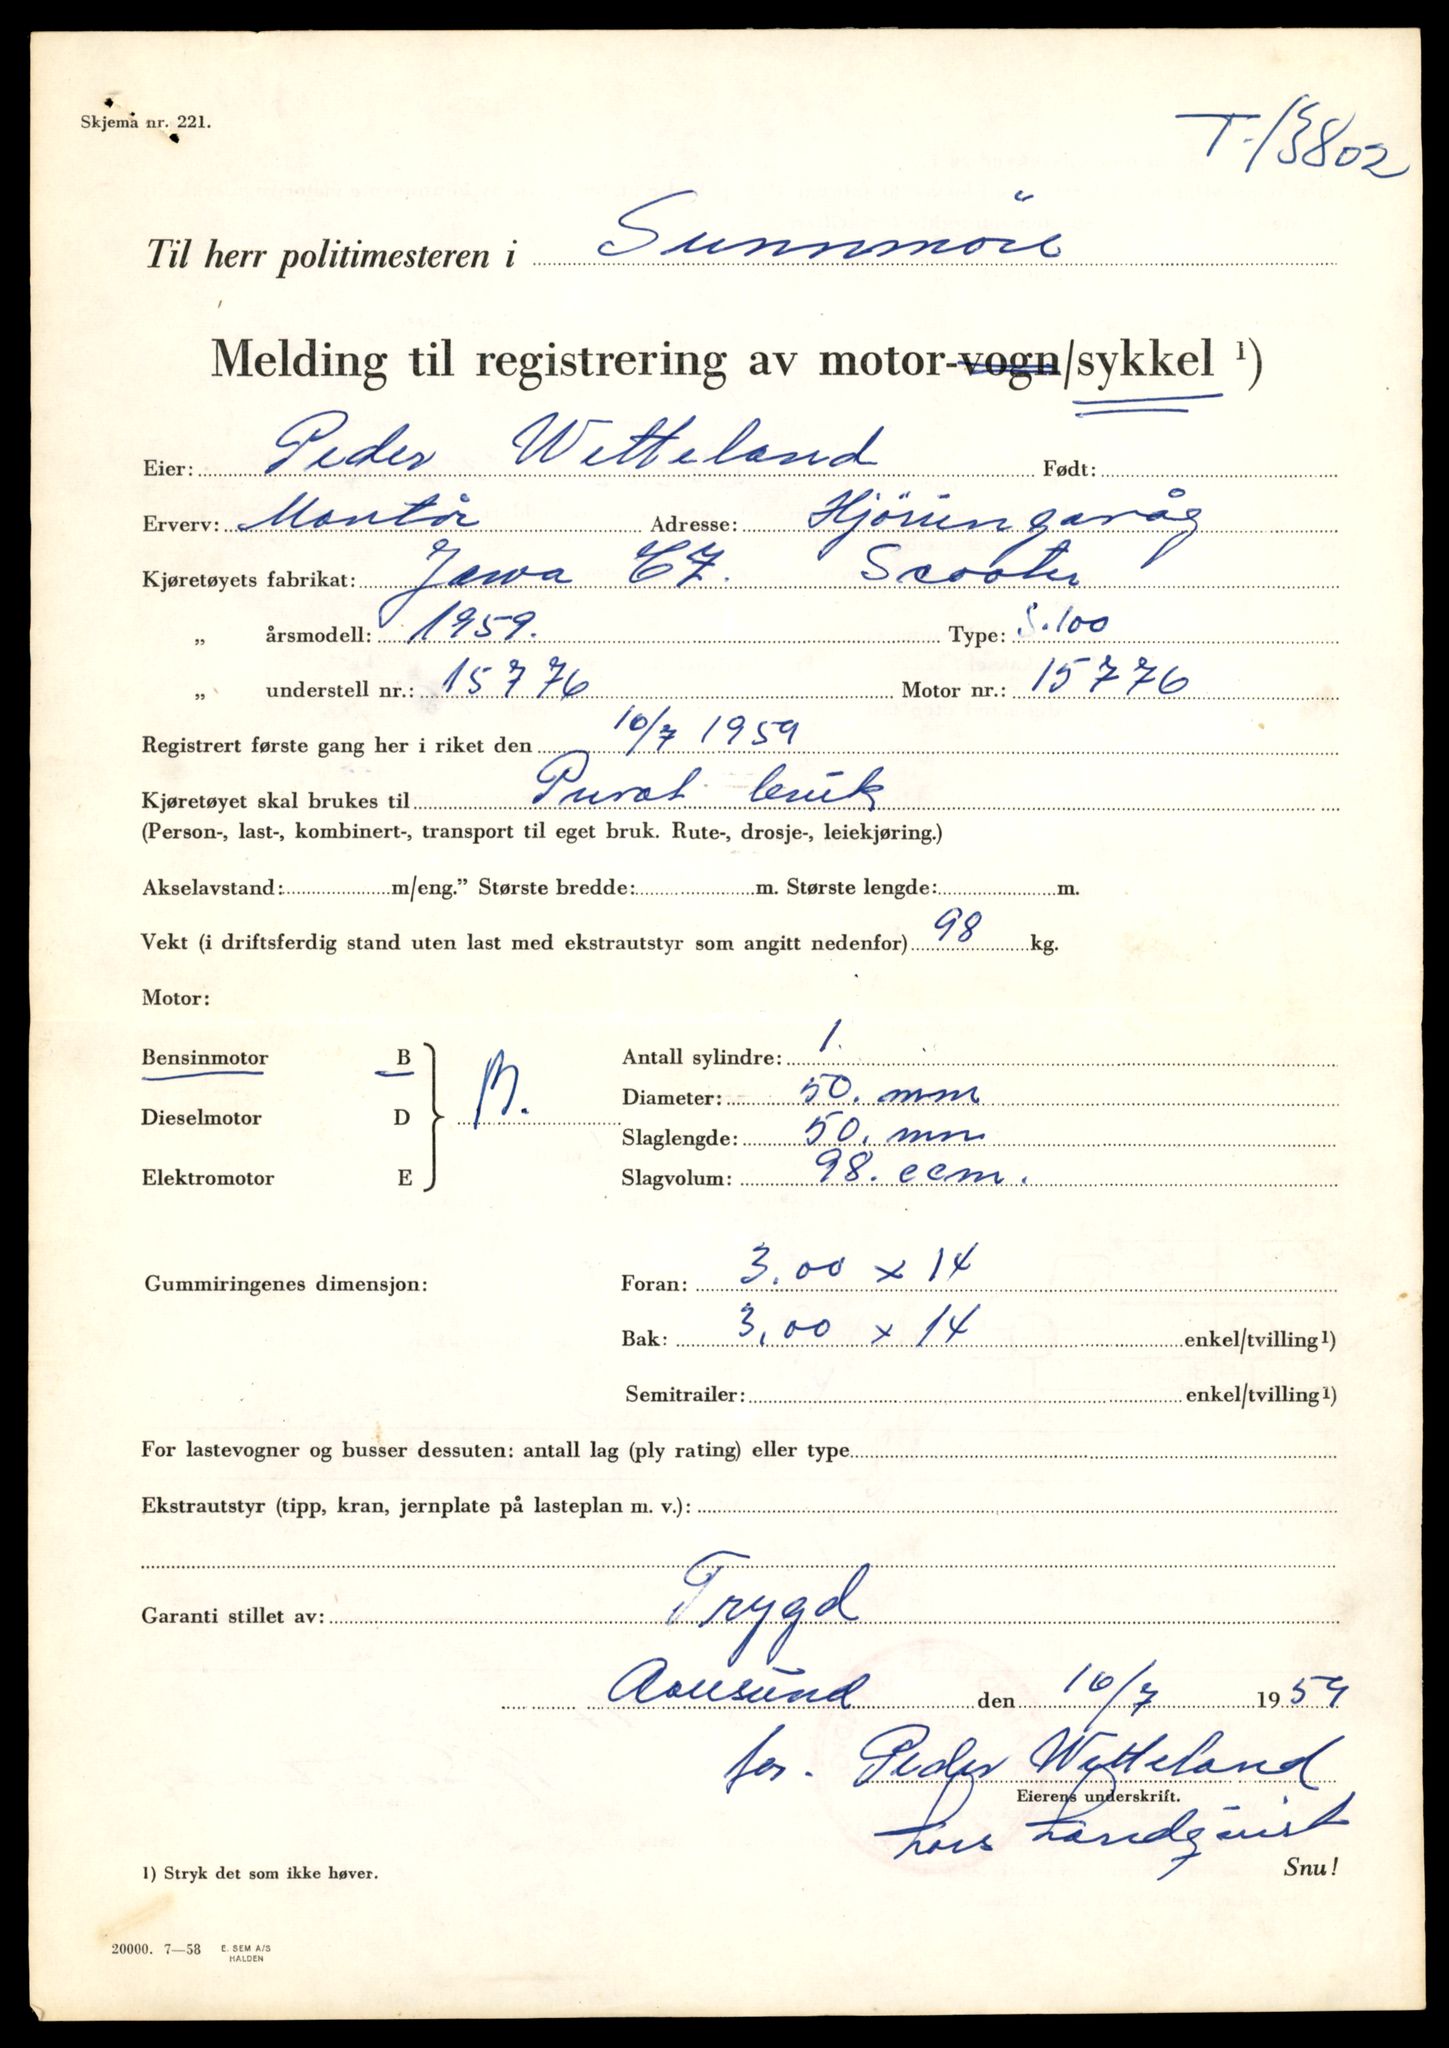 Skjema nr. 221.
T-13802
Til herr politimesteren i Sunnmöre
Melding til registrering av motor-vogn/sykkel 1)
Eier: Peder Witteland Født:
Erverv: Montör Adresse: Hjörungavåg
Kjøretøyets fabrikat: Jawa CZ. Scooter
„ årsmodell: 1959. Type: S.100
„ understell nr.: 15776 Motor nr.: 15776
Registrert første gang her i riket den 10/7 1959
Kjøretøyet skal brukes til Privat bruk
(Person-, last-, kombinert-, transport til eget bruk. Rute-, drosje-, leiekjøring.)
Akselavstand: m/eng.” Største bredde: m. Største lengde: m.
Vekt (i driftsferdig stand uten last med ekstrautstyr som angitt nedenfor) 98 kg.
Motor:
Bensinmotor B Antall sylindre: 1.
B. Diameter: 50. mm
Dieselmotor D Slaglengde: 50. mm
Elektromotor E Slagvolum: 98. ccm.
Gummiringenes dimensjon: Foran: 3.00 x 14
Bak: 3,00 x 14 enkel/tvilling 1)
Semitrailer: enkel/tvilling 1)
For lastevogner og busser dessuten: antall lag (ply rating) eller type
Ekstrautstyr (tipp, kran, jernplate på lasteplan m. v.):
Garanti stillet av: Trygd
Aalesund den 10/7 1959
for. Peder Witteland
Eierens underskrift.
Lars Landquist
1) Stryk det som ikke høver.
Snu!
20000. 7—58 E. SEM A/S
HALDEN